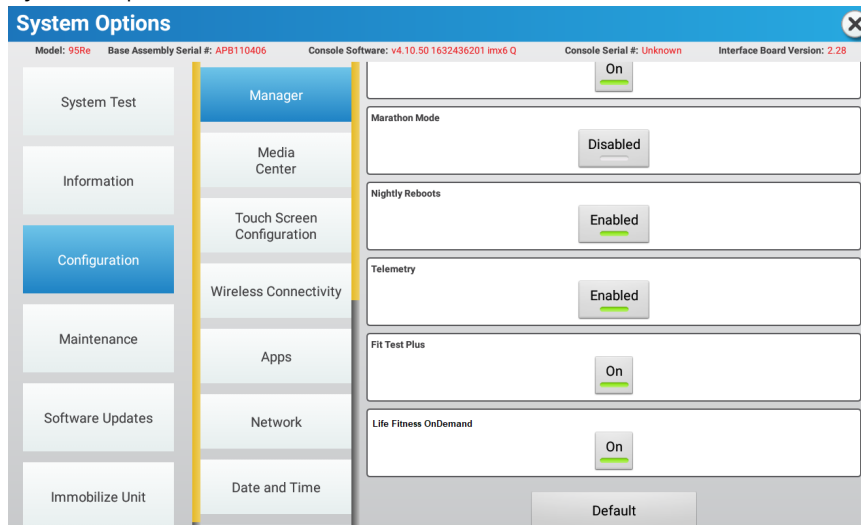 System Options
Model: 95Re Base Assembly Serial #: APB110406 Console Software: v4.10.50 1632436201 imx6 Q Console Serial #: Unknown Interface Board Version: 2.28
System Test
Information
Configuration
Maintenance
Software Updates
Immobilize Unit
Manager
Media
Center
Touch Screen
Configuration
Wireless Connectivity
Apps
Network
Date and Time
On
Marathon Mode
Disabled
Nightly Reboots
Enabled
Telemetry
Enabled
Fit Test Plus
On
Life Fitness OnDemand
On
Default